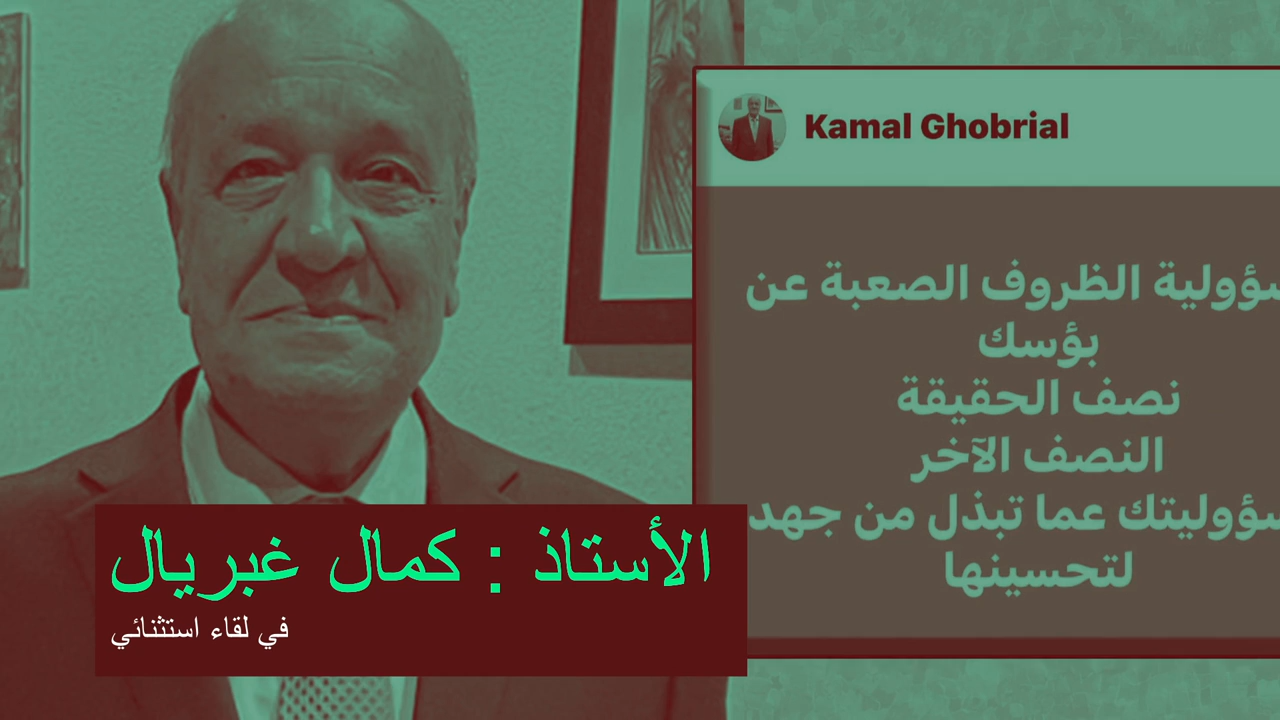 Kamal Ghobrial
الظروف الصعبة عن
بؤسك
نصف الحقيقة
النصف الآخر
عما تبذل من جهد
لتحسينها
الأستاذ : كمال غبريال
في لقاء استثنائي